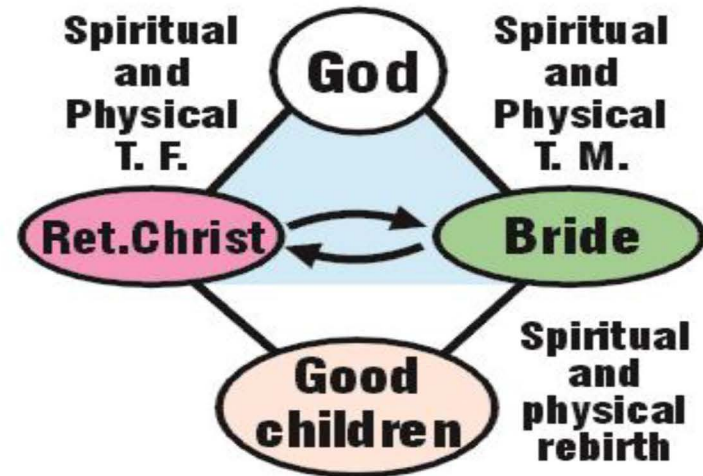 Spiritual
and
Physical
T. F.
God
Spiritual
and
Physical
T. M.
Ret.Christ
Bride
Good
children
Spiritual
and
physical
rebirth